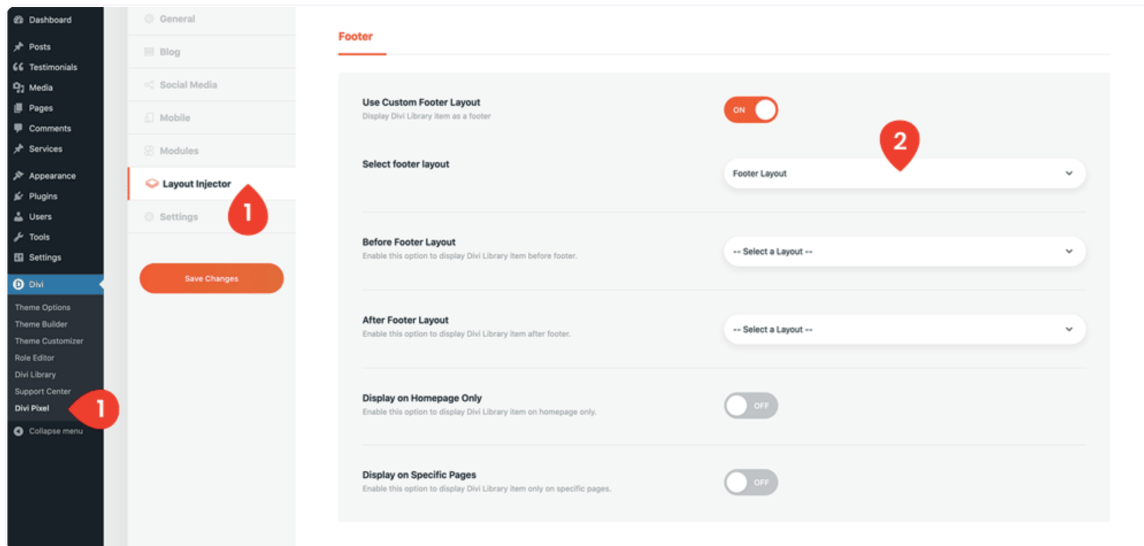 Dashboard
Posts
Testimonials
Media
Pages
Comments
Services
Appearance
Plugins
Users
Tools
Settings
Divi
Theme Options
Theme Builder
Theme Customizer
Role Editor
Divi Library
Support Center
Divi Pixel
1
Collapse menu
General
Blog
Social Media
Mobile
Modules
Layout Injector
1
Settings
Save Changes
Footer
Use Custom Footer Layout
Display Divi Library Item as a footer
ON
2
Select footer layout
Footer Layout
Before Footer Layout
Enable this option to display Divi Library item before footer.
-- Select a Layout --
After Footer Layout
Enable this option to display Divi Library item after footer.
-- Select a Layout --
Display on Homepage Only
Enable this option to display Divi Library item on homepage only.
OFF
Display on Specific Pages
Enable this option to display Divi Library item only on specific pages.
OFF